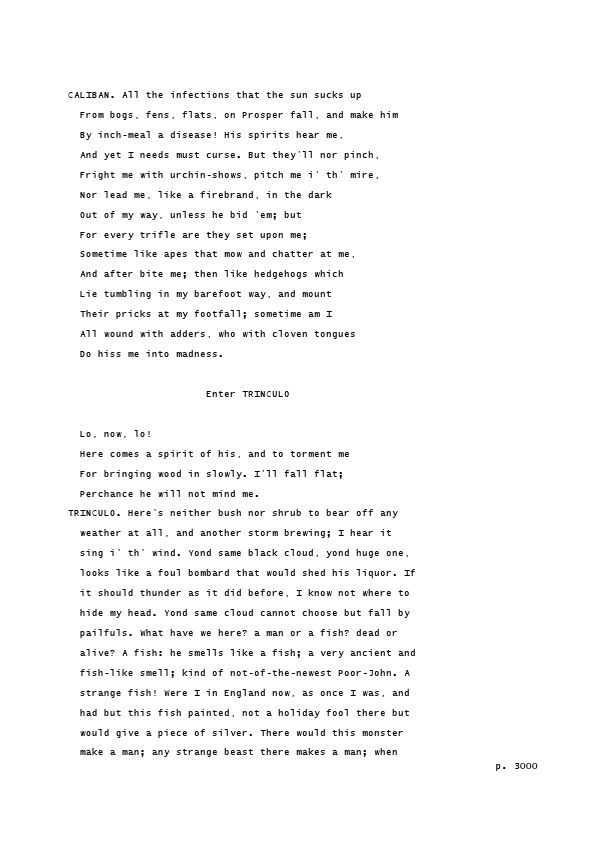 CALIBAN. All the infections that the sun sucks up
From bogs, fens, flats, on Prosper fall, and make him
By inch-meal a disease! His spirits hear me,
And yet I needs must curse. But they'll nor pinch,
Fright me with urchin-shows, pitch me i' th' mire,
Nor lead me, like a firebrand, in the dark
Out of my way, unless he bid 'em; but
For every trifle are they set upon me;
Sometime like apes that mow and chatter at me,
And after bite me; then like hedgehogs which
Lie tumbling in my barefoot way, and mount
Their pricks at my footfall; sometime am I
All wound with adders, who with cloven tongues
Do hiss me into madness.
Enter TRINCULO
Lo, now, lo!
Here comes a spirit of his, and to torment me
For bringing wood in slowly. I'll fall flat;
Perchance he will not mind me.
TRINCULO. Here's neither bush nor shrub to bear off any
weather at all, and another storm brewing; I hear it
sing i' th' wind. Yond same black cloud, yond huge one,
looks like a foul bombard that would shed his liquor. If
it should thunder as it did before, I know not where to
hide my head. Yond same cloud cannot choose but fall by
pailfuls. What have we here? a man or a fish? dead or
alive? A fish: he smells like a fish; a very ancient and
fish-like smell; kind of not-of-the-newest Poor-John. A
strange fish! Were I in England now, as once I was, and
had but this fish painted, not a holiday fool there but
would give a piece of silver. There would this monster
make a man; any strange beast there makes a man; when
p. 3000